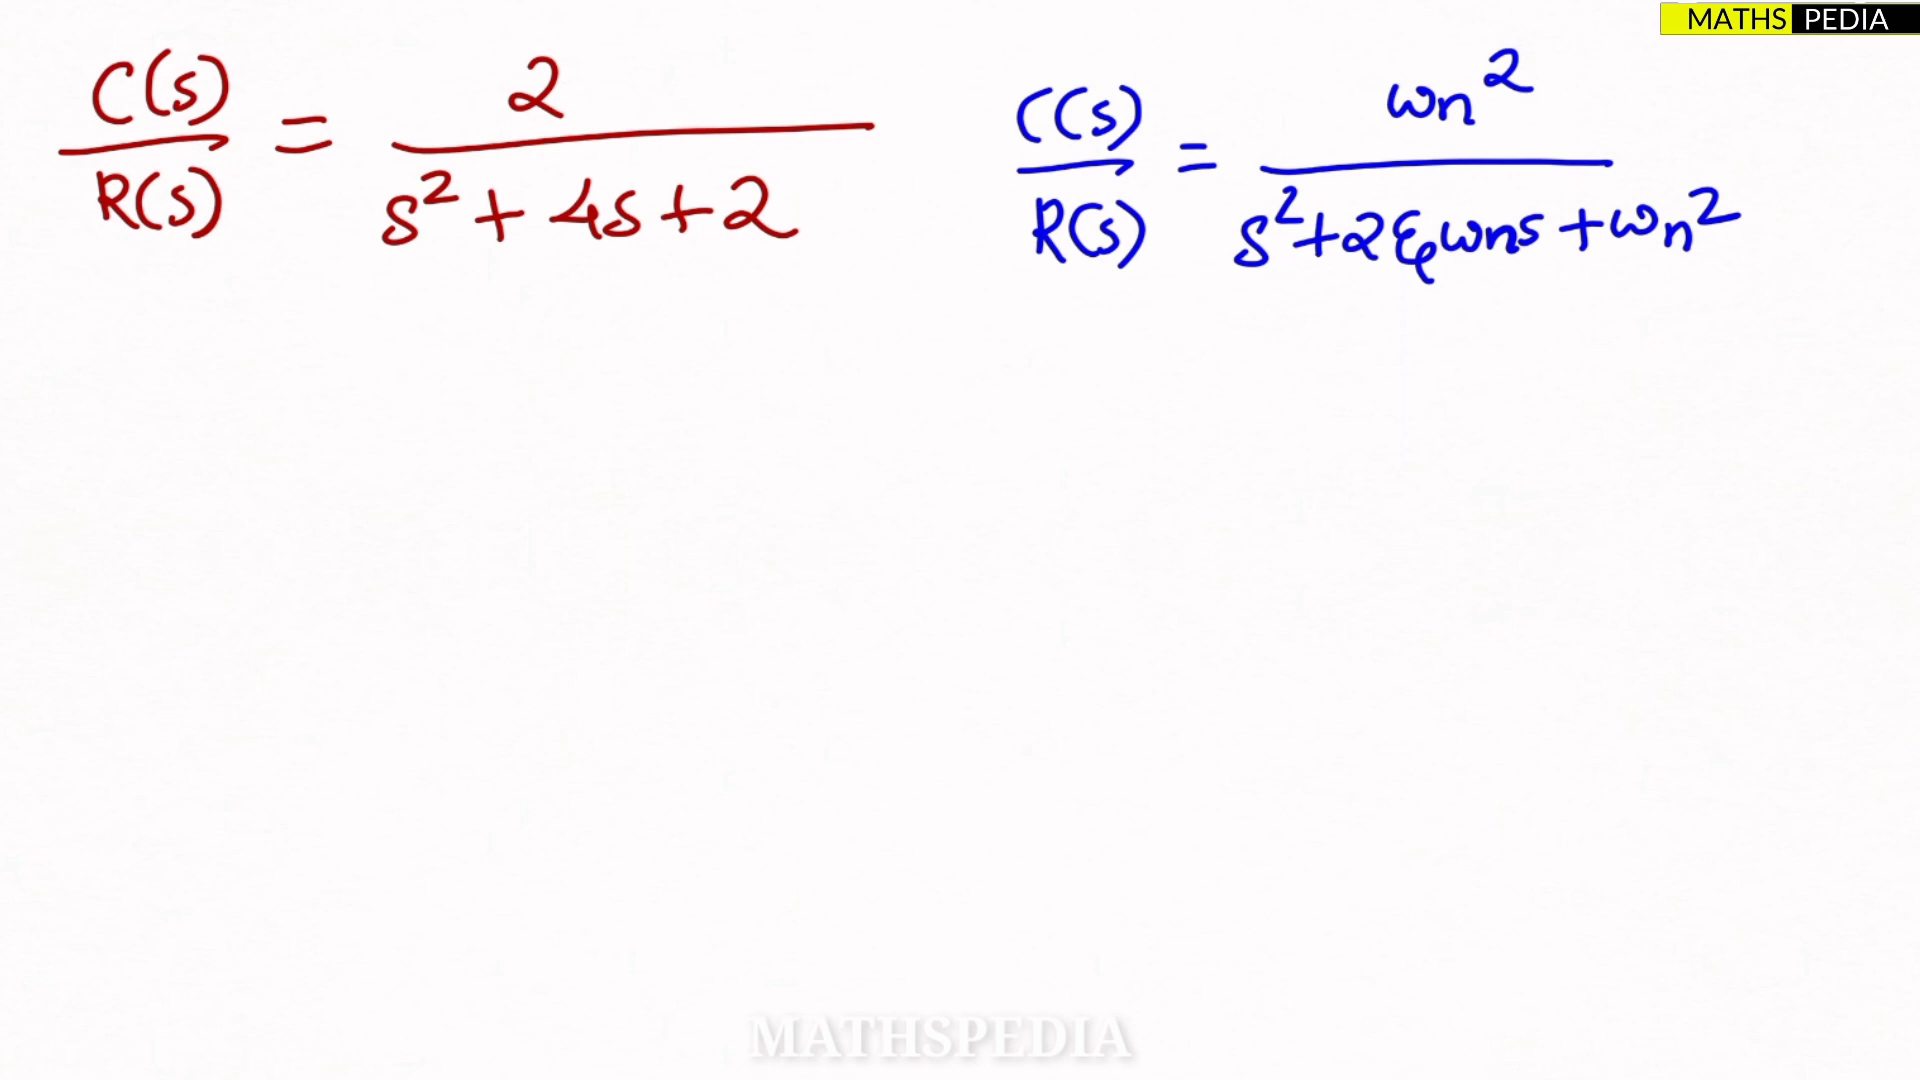 MATHS PEDIA
C(s)/R(s) = 2/(s² + 4s + 2)
C(s)/R(s) = ωn²/(s² + 2ξωns + ωn²)
MATHSPEDIA